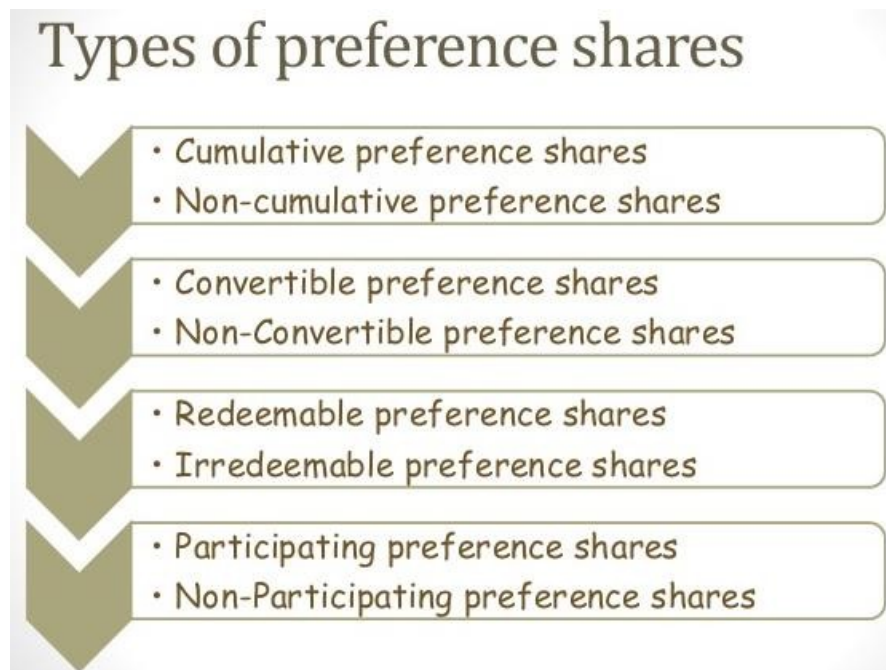 Types of preference shares
• Cumulative preference shares
• Non-cumulative preference shares
• Convertible preference shares
• Non-Convertible preference shares
• Redeemable preference shares
• Irredeemable preference shares
• Participating preference shares
• Non-Participating preference shares